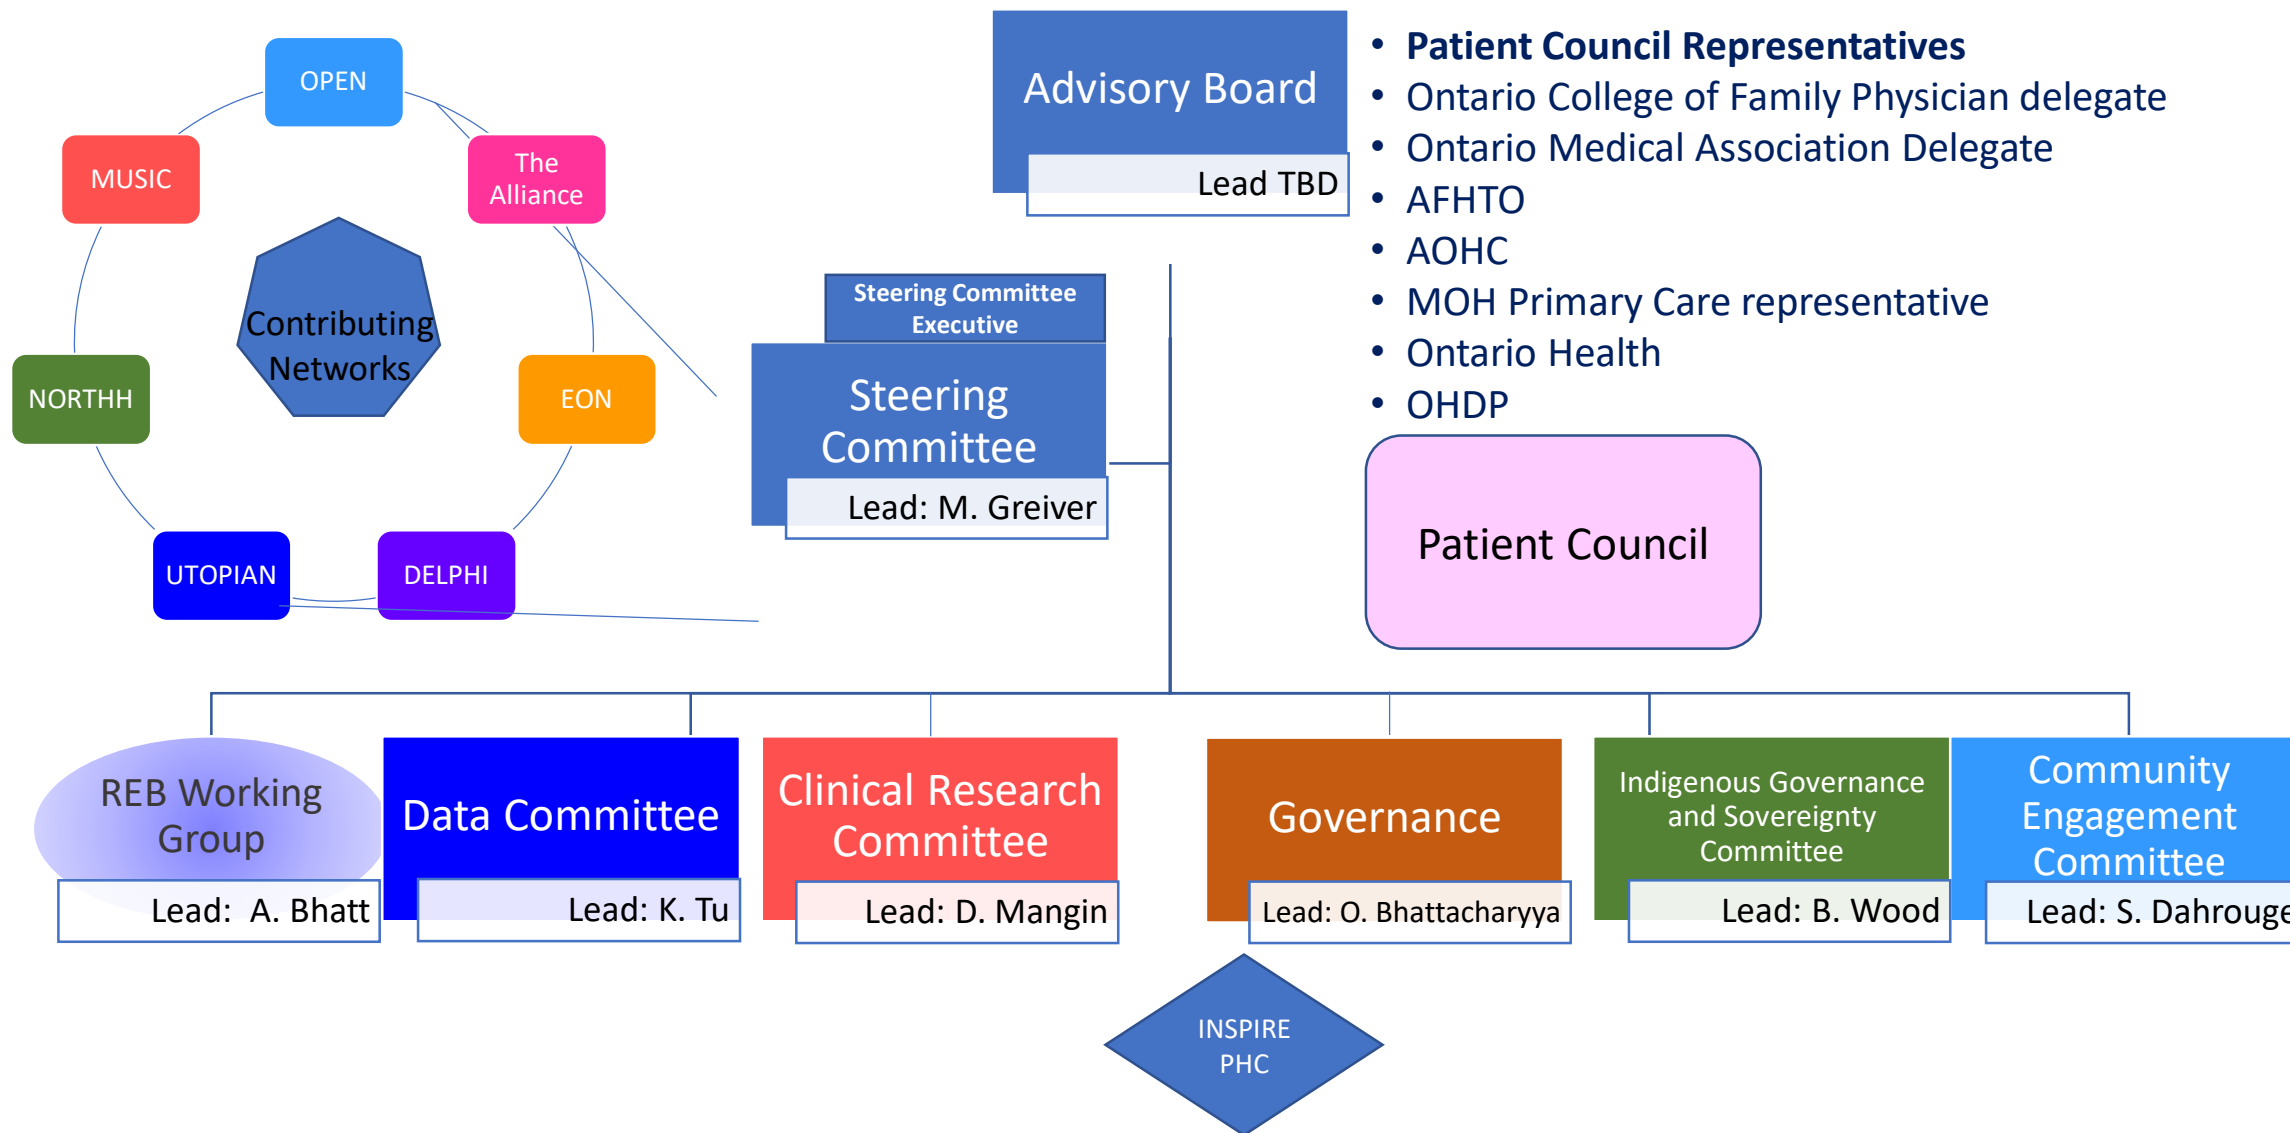 OPEN
MUSIC
The
Alliance
Contributing
Networks
NORTHH
EON
UTOPIAN
DELPHI
Advisory Board
Lead TBD
• Patient Council Representatives
• Ontario College of Family Physician delegate
• Ontario Medical Association Delegate
• AFHTO
• AOHC
• MOH Primary Care representative
• Ontario Health
• OHDP
Steering Committee
Executive
Steering
Committee
Lead: M. Greiver
Patient Council
REB Working
Group
Lead: A. Bhatt
Data Committee
Lead: K. Tu
Clinical Research
Committee
Lead: D. Mangin
Governance
Lead: O. Bhattacharyya
Indigenous Governance
and Sovereignty
Committee
Lead: B. Wood
Community
Engagement
Committee
Lead: S. Dahrouge
INSPIRE
PHC